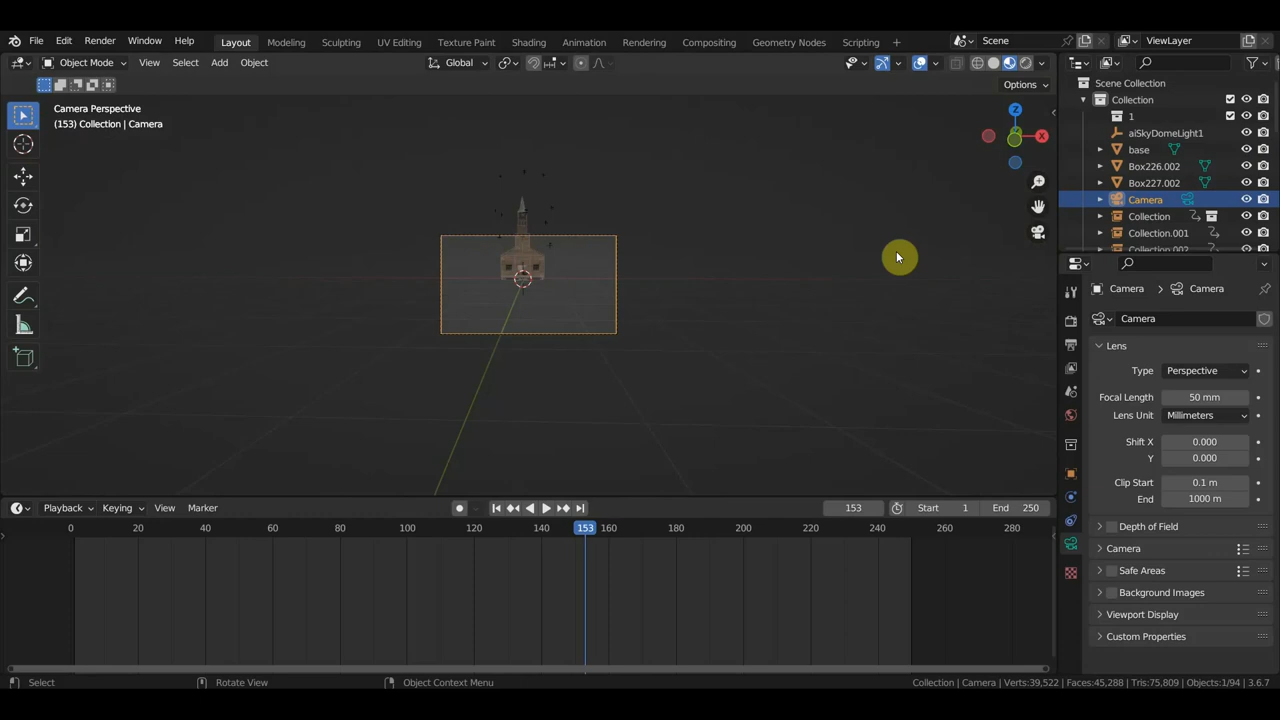 File Edit Render Window Help Layout Modeling Sculpting UV Editing Texture Paint Shading Animation Rendering Compositing Geometry Nodes Scripting + Scene ViewLayer
Object Mode View Select Add Object Global
Options
Camera Perspective
(153) Collection | Camera
Z
X
Scene Collection
Collection
1
aiSkyDomeLight1
base
Box226.002
Box227.002
Camera
Collection
Collection.001
Collection.002
Camera > Camera
Camera
Lens
Type Perspective
Focal Length 50 mm
Lens Unit Millimeters
Shift X 0.000
Y 0.000
Clip Start 0.1 m
End 1000 m
Depth of Field
Camera
Safe Areas
Background Images
Viewport Display
Custom Properties
Playback Keying View Marker 153 Start 1 End 250
0 20 40 60 80 100 120 140 153 160 180 200 220 240 260 280
Select Rotate View Object Context Menu Collection | Camera | Verts:39,522 | Faces:45,288 | Tris:75,809 | Objects:1/94 | 3.6.7